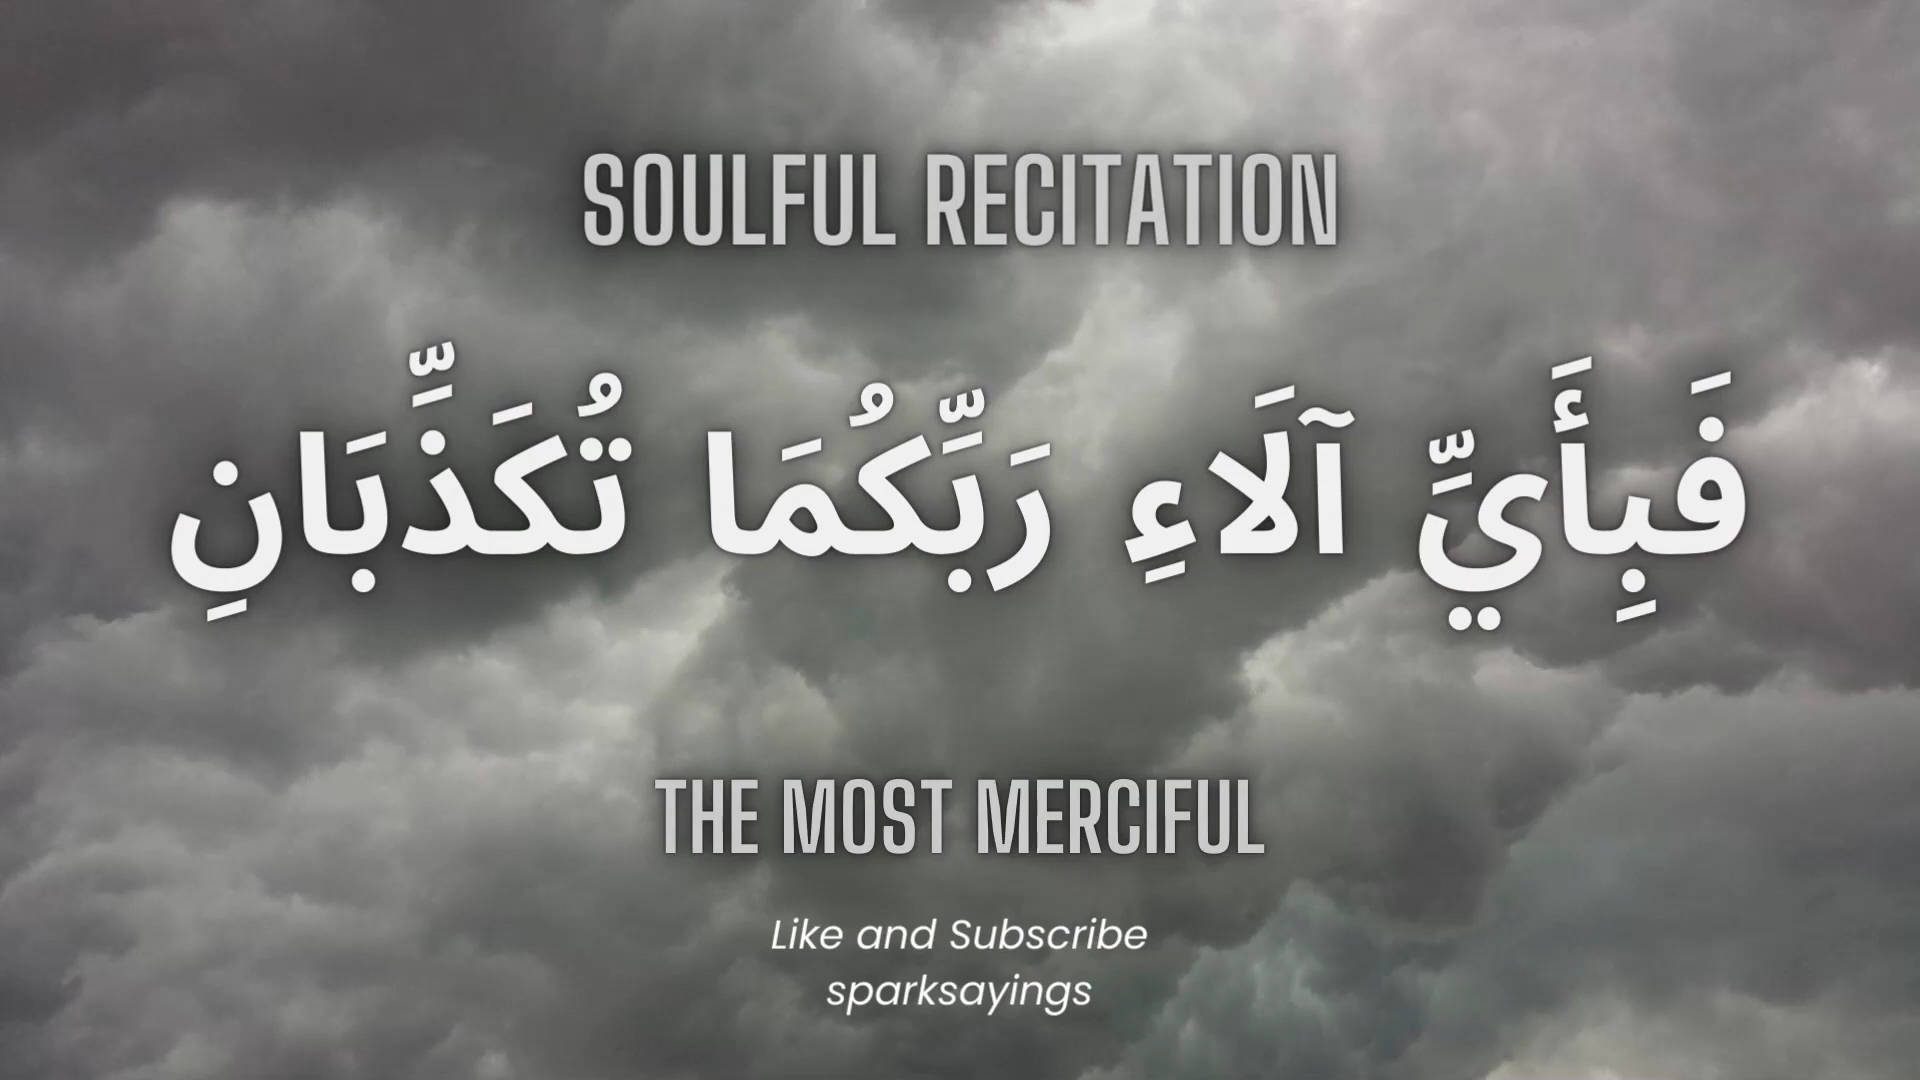 SOULFUL RECITATION
فَبِأَيِّ آلَاءِ رَبِّكُمَا تُكَذِّبَانِ
THE MOST MERCIFUL
Like and Subscribe
sparksayings